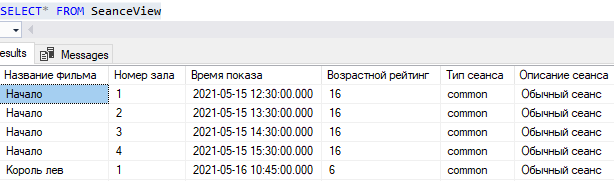 SELECT* FROM SeanceView
Results Messages
Название фильма Номер зала Время показа Возрастной рейтинг Тип сеанса Описание сеанса
Начало 1 2021-05-15 12:30:00.000 16 common Обычный сеанс
Начало 2 2021-05-15 13:30:00.000 16 common Обычный сеанс
Начало 3 2021-05-15 14:30:00.000 16 common Обычный сеанс
Начало 4 2021-05-15 15:30:00.000 16 common Обычный сеанс
Король лев 1 2021-05-16 10:45:00.000 6 common Обычный сеанс